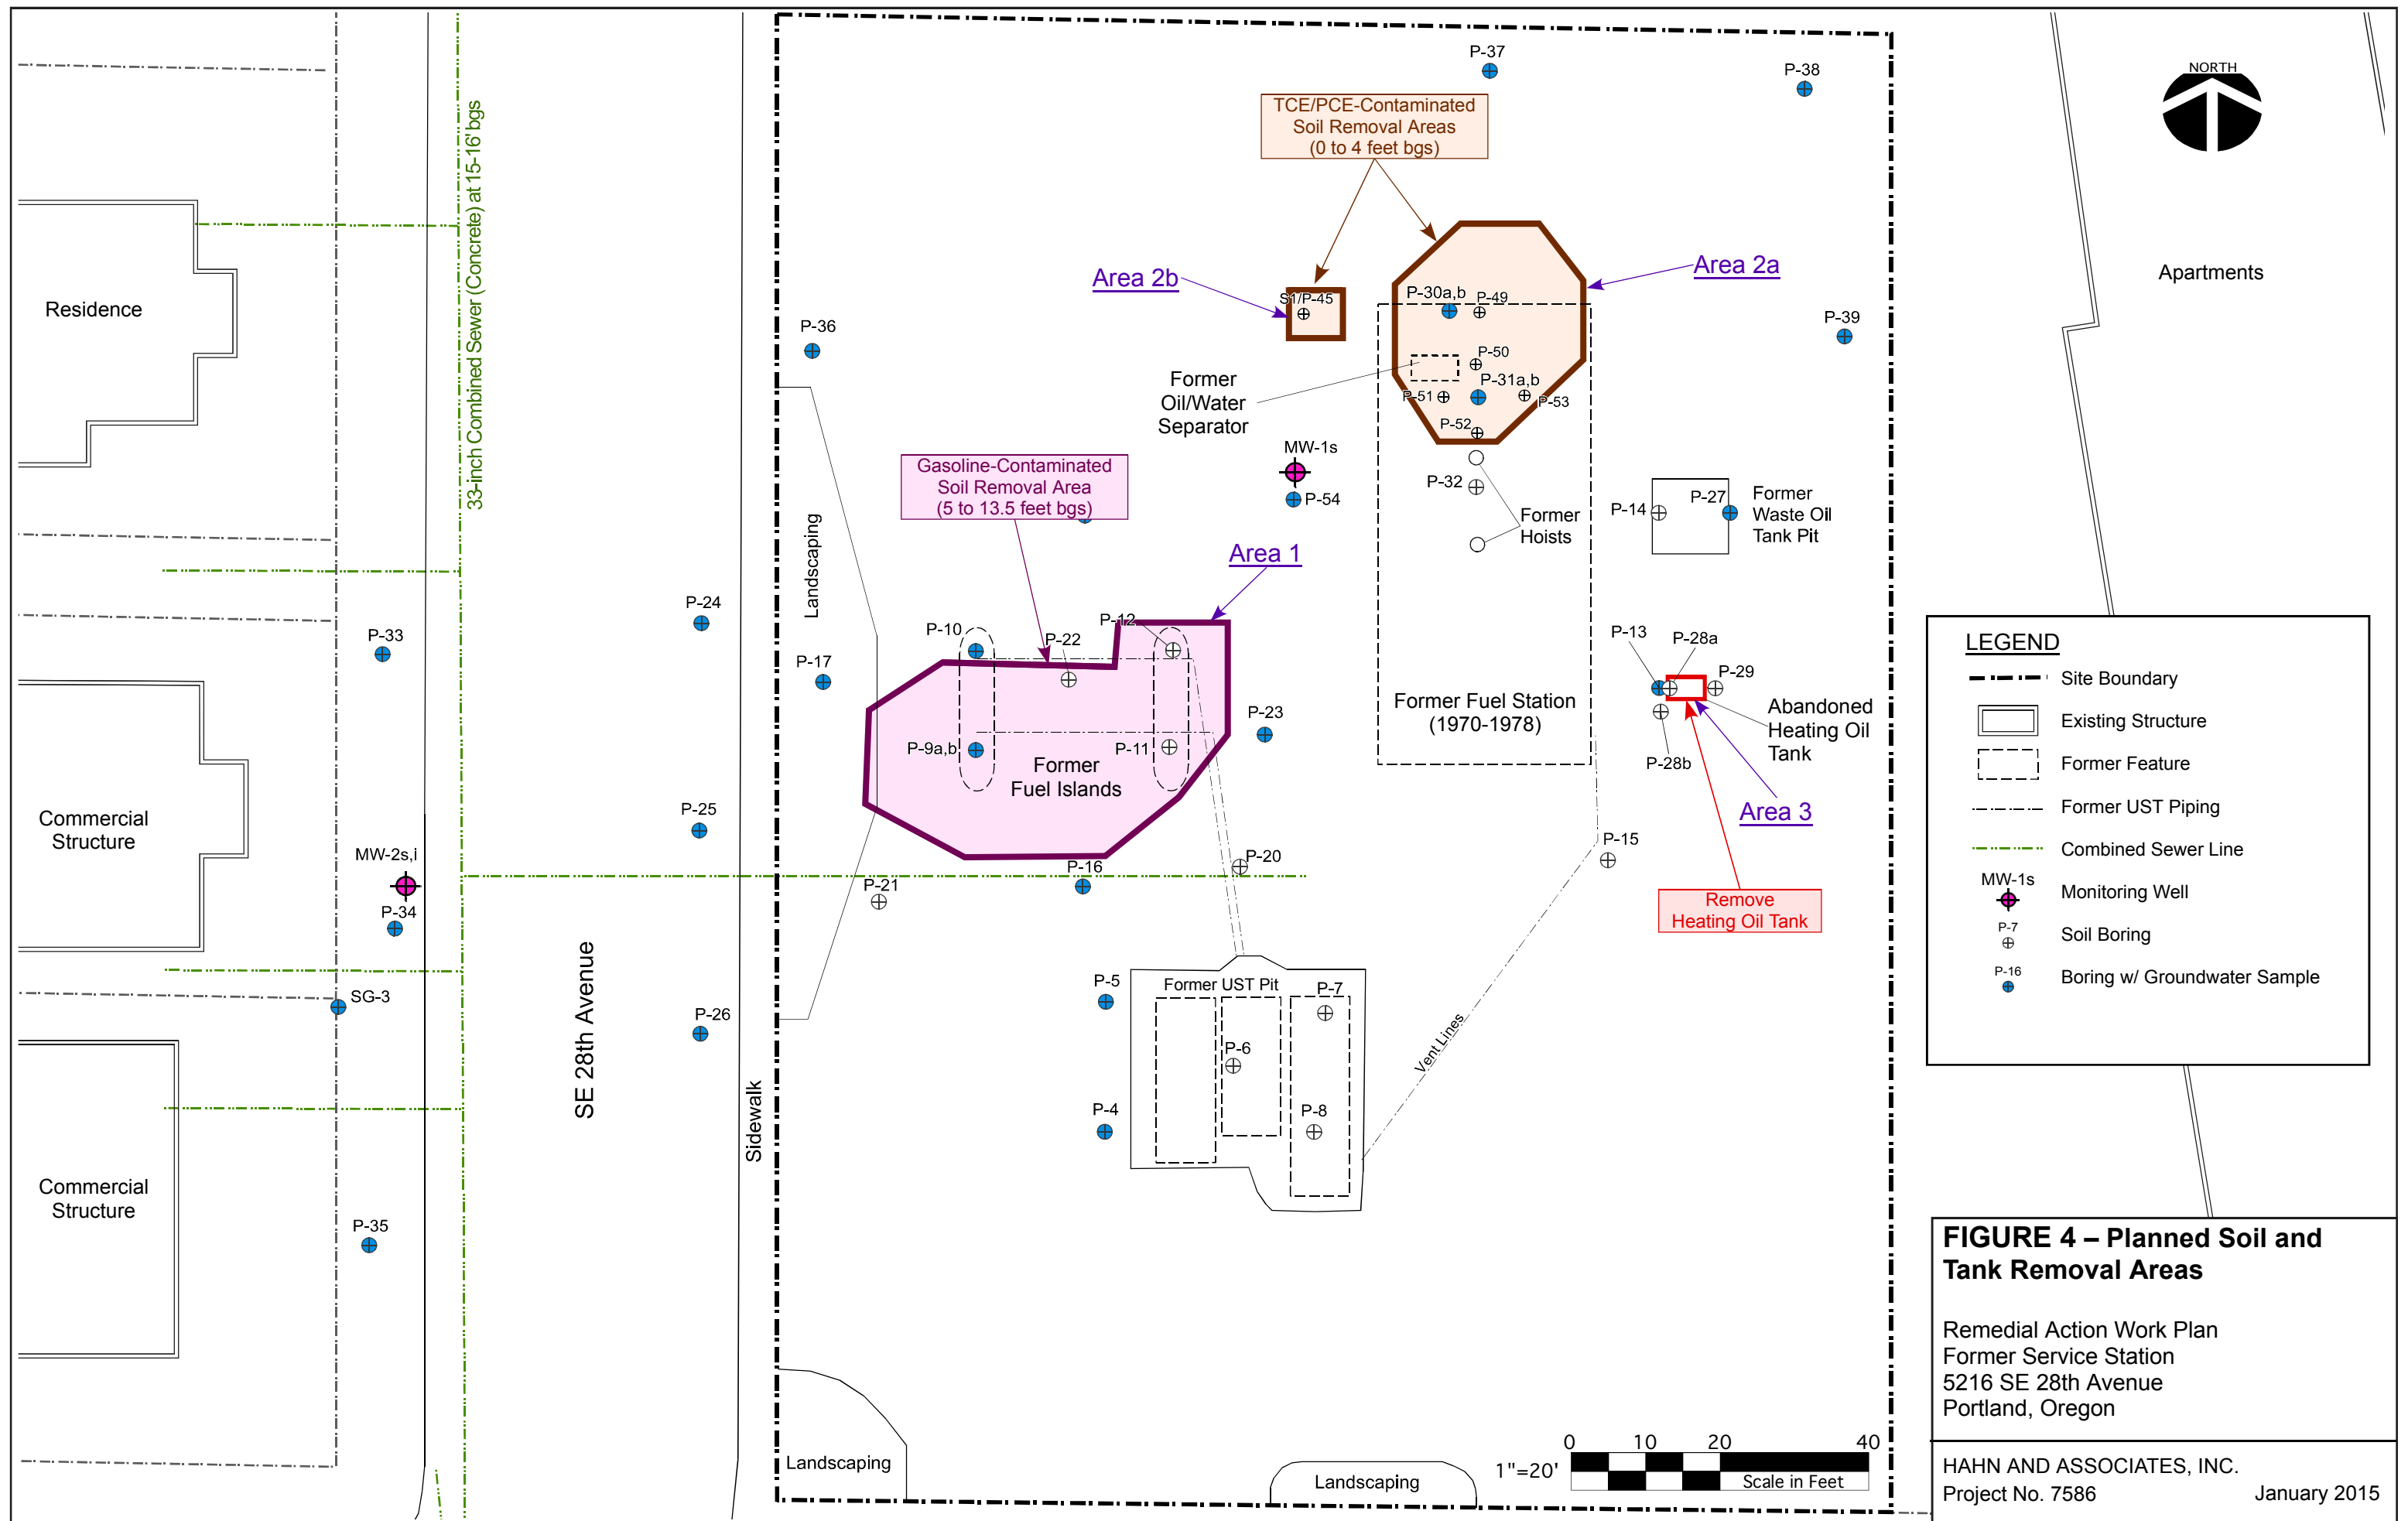 P-37
P-38
NORTH
TCE/PCE-Contaminated
Soil Removal Areas
(0 to 4 feet bgs)
33-inch Combined Sewer (Concrete) at 15-16' bgs
Area 2b
Area 2a
Apartments
Residence
S1/P-45
P-30a,b
P-49
P-36
P-39
P-50
Former
Oil/Water
Separator
P-31a,b
P-51
P-53
P-52
MW-1s
Gasoline-Contaminated
Soil Removal Area
(5 to 13.5 feet bgs)
P-32
P-54
P-14
P-27
Former
Waste Oil
Tank Pit
Former
Hoists
Landscaping
Area 1
P-24
P-33
P-10
P-22
P-12
P-17
P-13
P-28a
P-29
Former Fuel Station
(1970-1978)
Abandoned
Heating Oil
Tank
P-23
P-9a,b
P-11
Former
Fuel Islands
P-28b
Area 3
P-25
Commercial
Structure
MW-2s,i
P-34
P-21
P-16
P-20
P-15
Remove
Heating Oil Tank
SE 28th Avenue
Sidewalk
SG-3
P-26
P-5
Former UST Pit
P-7
P-6
P-4
P-8
Vent Lines
Commercial
Structure
P-35
Landscaping
Landscaping
LEGEND
Site Boundary
Existing Structure
Former Feature
Former UST Piping
Combined Sewer Line
MW-1s
Monitoring Well
P-7
Soil Boring
P-16
Boring w/ Groundwater Sample
0 10 20 40
1"=20'
Scale in Feet
FIGURE 4 – Planned Soil and
Tank Removal Areas
Remedial Action Work Plan
Former Service Station
5216 SE 28th Avenue
Portland, Oregon
HAHN AND ASSOCIATES, INC.
Project No. 7586 January 2015